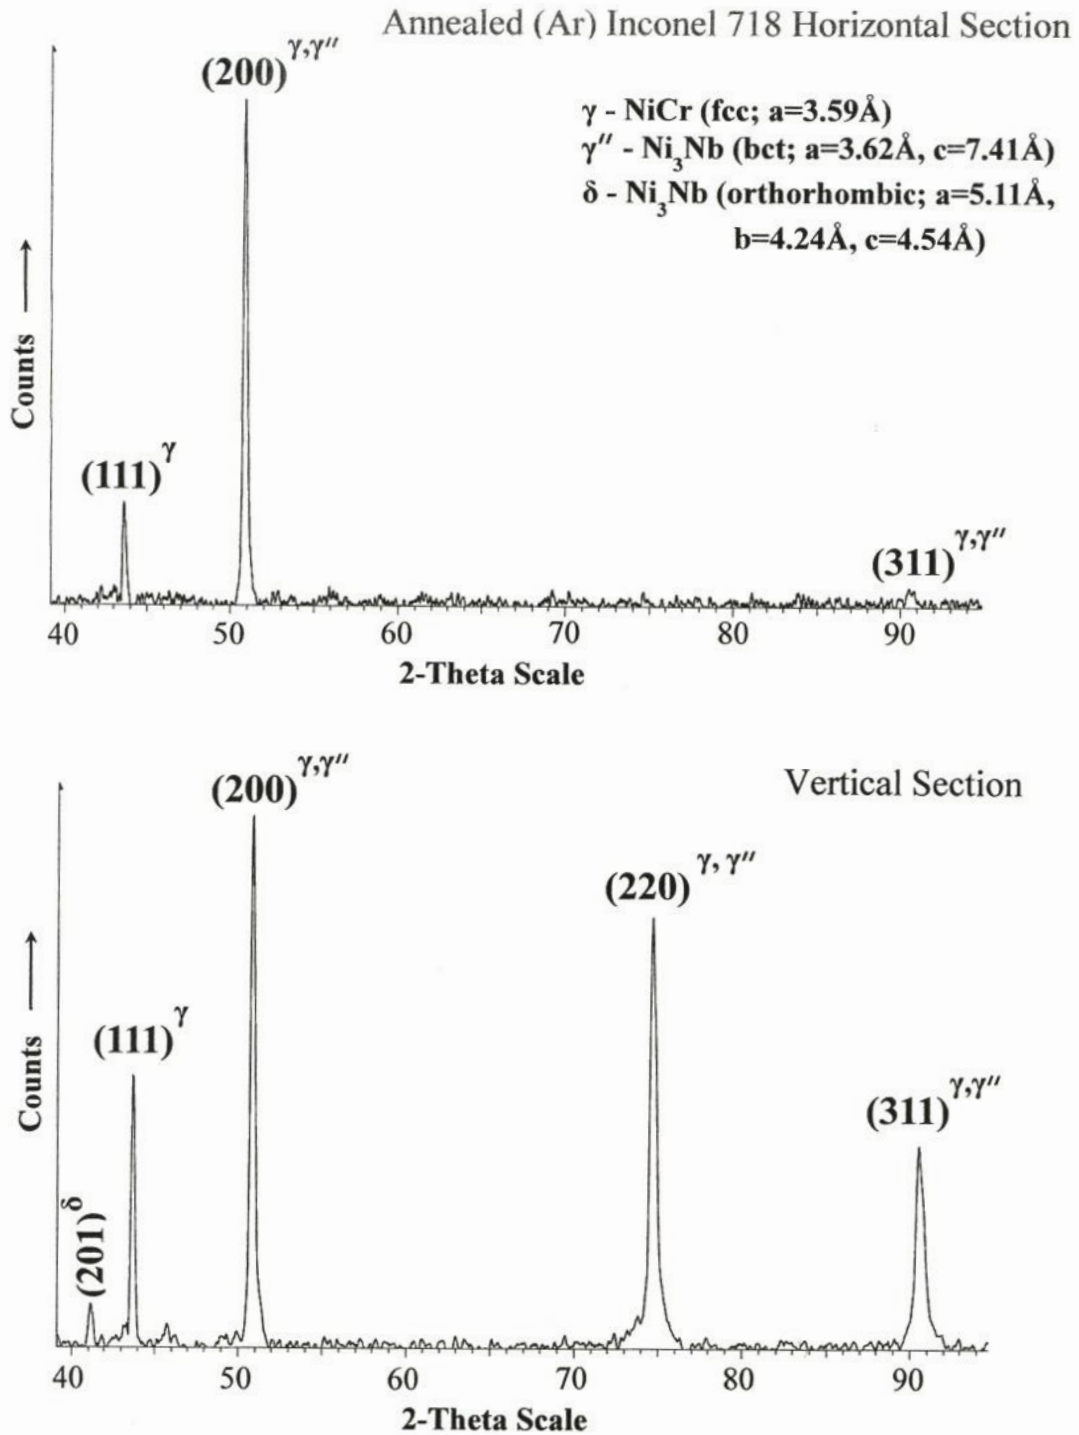 Annealed (Ar) Inconel 718 Horizontal Section
(200)γ,γ″
γ - NiCr (fcc; a=3.59Å)
γ″ - Ni₃Nb (bct; a=3.62Å, c=7.41Å)
δ - Ni₃Nb (orthorhombic; a=5.11Å,
b=4.24Å, c=4.54Å)
Counts
(111)γ
(311)γ,γ″
40 50 60 70 80 90
2-Theta Scale
Vertical Section
(200)γ,γ″
(220)γ, γ″
Counts
(111)γ
(311)γ,γ″
(201)δ
40 50 60 70 80 90
2-Theta Scale